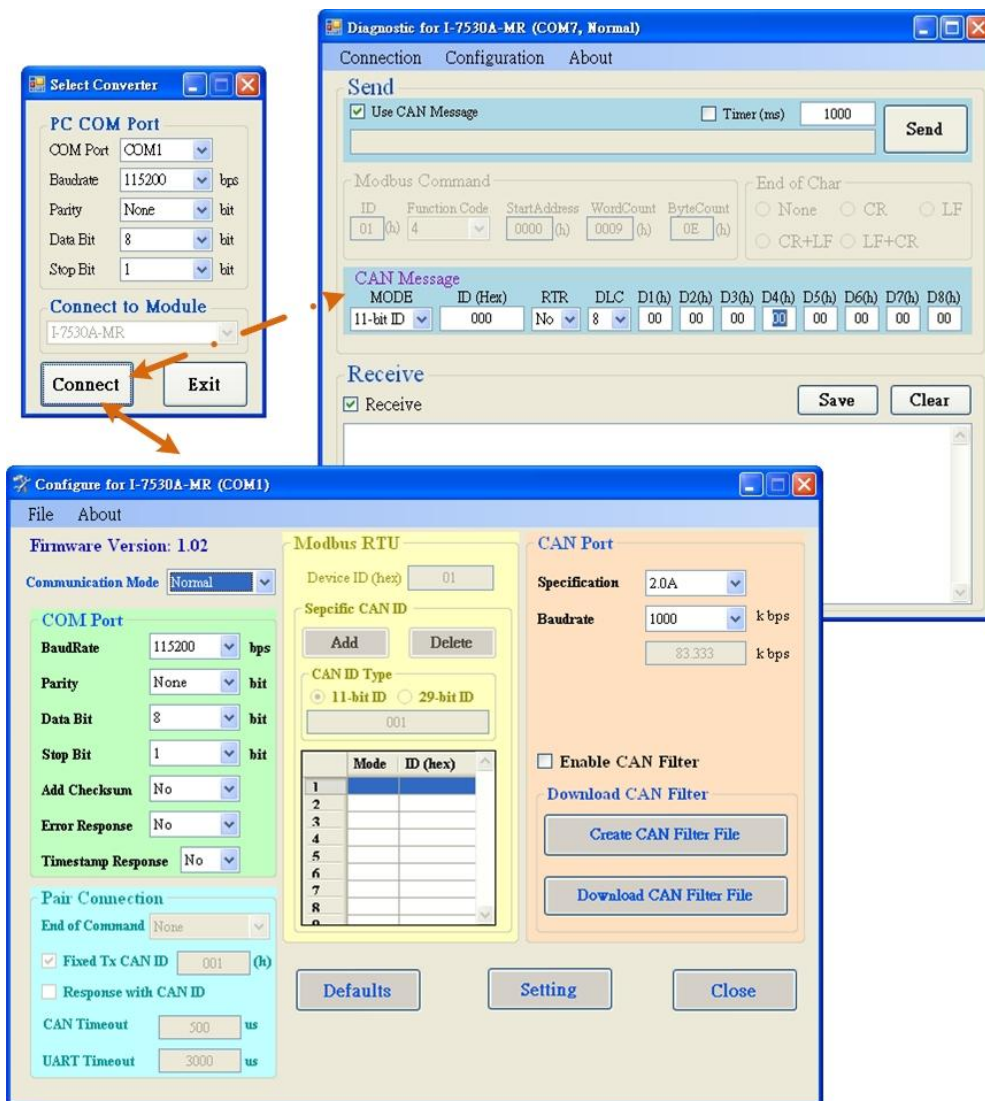 Diagnostic for I-7530A-MR (COM7, Normal)
Connection Configuration About
Send
Use CAN Message Timer (ms) 1000 Send
Modbus Command End of Char
ID Function Code StartAddress WordCount ByteCount None CR LF
01 (h) 4 0000 (h) 0009 (h) 0E (h) CR+LF LF+CR
CAN Message
MODE ID (Hex) RTR DLC D1(h) D2(h) D3(h) D4(h) D5(h) D6(h) D7(h) D8(h)
11-bit ID 000 No 8 00 00 00 00 00 00 00 00
Receive
Receive Save Clear
Select Converter
PC COM Port
COM Port COM1
Baudrate 115200 bps
Parity None bit
Data Bit 8 bit
Stop Bit 1 bit
Connect to Module
I-7530A-MR
Connect Exit
Configure for I-7530A-MR (COM1)
File About
Firmware Version: 1.02
Communication Mode Normal
COM Port
BaudRate 115200 bps
Parity None bit
Data Bit 8 bit
Stop Bit 1 bit
Add Checksum No
Error Response No
Timestamp Response No
Pair Connection
End of Command None
Fixed Tx CAN ID 001 (h)
Response with CAN ID
CAN Timeout 500 us
UART Timeout 3000 us
Modbus RTU
Device ID (hex) 01
Sepcific CAN ID
Add Delete
CAN ID Type
11-bit ID 29-bit ID
001
Mode ID (hex)
1
2
3
4
5
6
7
8
9
CAN Port
Specification 2.0A
Baudrate 1000 k bps
83.333 k bps
Enable CAN Filter
Download CAN Filter
Create CAN Filter File
Download CAN Filter File
Defaults Setting Close